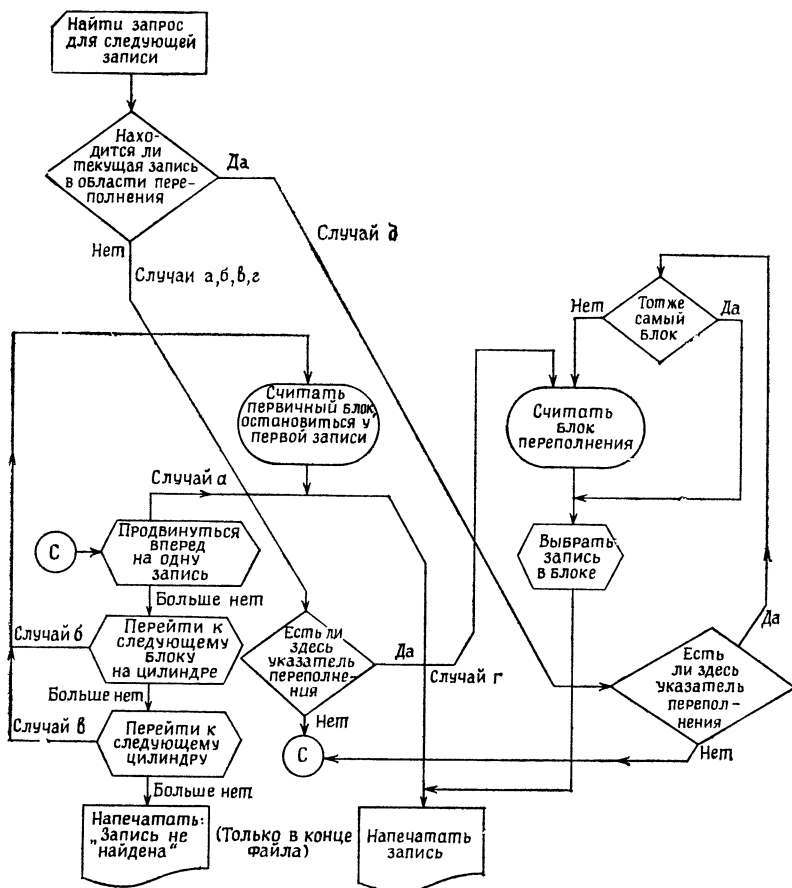 Найти запрос
для следующей
записи
Нахо-
дится ли
текущая запись
в области пере-
полнения
Да
Нет
Случай д
Случаи а,б,в,г
Тот же
самый
блок
Нет
Да
Считать
первичный блок,
остановиться у
первой записи
Считать
блок
переполнения
Случай а
С
Продвинуться
вперед
на одну
запись
Выбрать
запись
в блоке
Больше нет
Случай б
Перейти к
следующему
блоку
на цилиндре
Есть ли
здесь
указатель
переполне-
ния
Да
Случай г
Да
Есть
ли здесь
указатель
перепол-
нения
Больше нет
Случай в
Перейти к
следующему
цилиндру
Нет
С
Нет
Больше нет
Напечатать:
„Запись не
найдена“
(Только в конце
файла)
Напечатать
запись